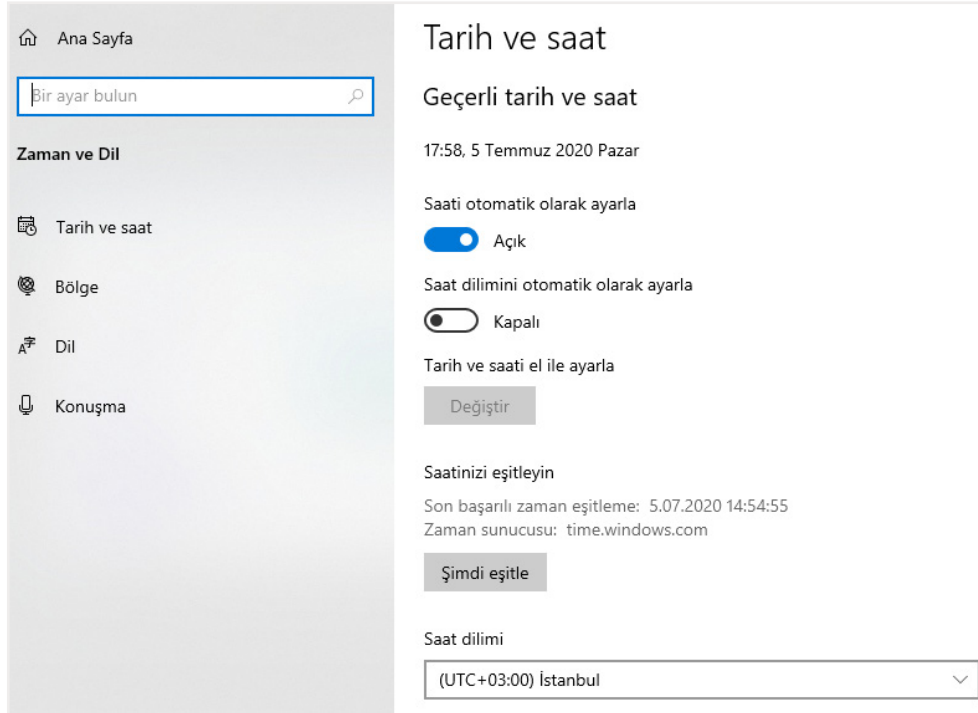 Ana Sayfa
Bir ayar bulun
Zaman ve Dil
Tarih ve saat
Bölge
Dil
Konuşma
Tarih ve saat
Geçerli tarih ve saat
17:58, 5 Temmuz 2020 Pazar
Saati otomatik olarak ayarla
Açık
Saat dilimini otomatik olarak ayarla
Kapalı
Tarih ve saati el ile ayarla
Değiştir
Saatinizi eşitleyin
Son başarılı zaman eşitleme: 5.07.2020 14:54:55
Zaman sunucusu: time.windows.com
Şimdi eşitle
Saat dilimi
(UTC+03:00) İstanbul